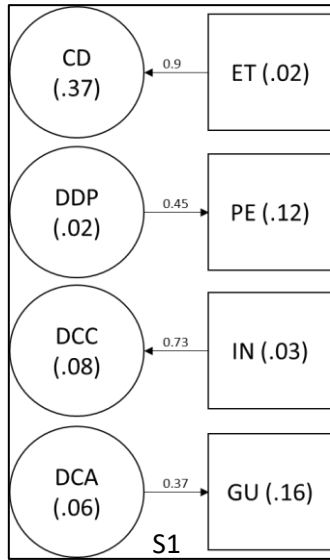 CD
(.37)
0.9
ET (.02)
DDP
(.02)
0.45
PE (.12)
DCC
(.08)
0.73
IN (.03)
DCA
(.06)
0.37
GU (.16)
S1